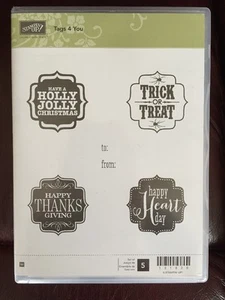 STAMPIN' UP!
Tags 4 You
HAVE A
HOLLY
JOLLY
CHRISTMAS
TRICK
OR
TREAT
to:
from:
HAPPY
THANKS
GIVING
happy
Heart
day
5